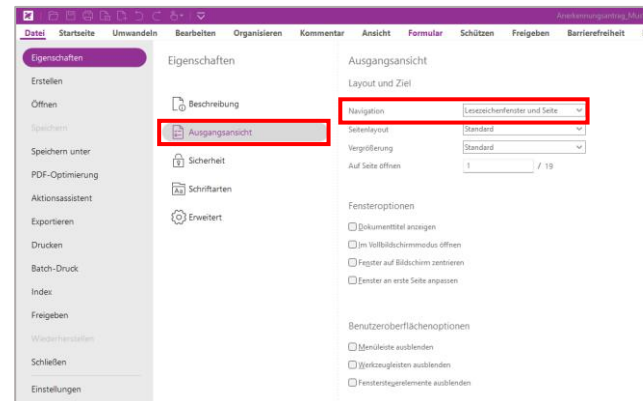 Anerkennungsantrag_Mus
Datei Startseite Umwandeln Bearbeiten Organisieren Kommentar Ansicht Formular Schützen Freigeben Barrierefreiheit
Eigenschaften
Erstellen
Öffnen
Speichern
Speichern unter
PDF-Optimierung
Aktionsassistent
Exportieren
Drucken
Batch-Druck
Index
Freigeben
Wiederherstellen
Schließen
Einstellungen
Eigenschaften
Beschreibung
Ausgangsansicht
Sicherheit
Aa Schriftarten
Erweitert
Ausgangsansicht
Layout und Ziel
Navigation Lesezeichenfenster und Seite
Seitenlayout Standard
Vergrößerung Standard
Auf Seite öffnen 1 / 19
Fensteroptionen
Dokumenttitel anzeigen
Im Vollbildschirmmodus öffnen
Fenster auf Bildschirm zentrieren
Fenster an erste Seite anpassen
Benutzeroberflächenoptionen
Menüleiste ausblenden
Werkzeugleisten ausblenden
Fenstersteuerelemente ausblenden